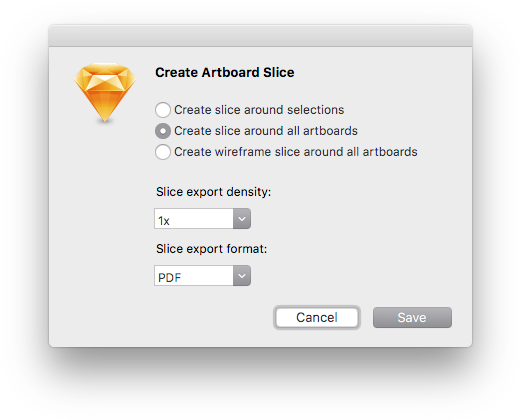 Create Artboard Slice
Create slice around selections
Create slice around all artboards
Create wireframe slice around all artboards
Slice export density:
1x
Slice export format:
PDF
Cancel
Save